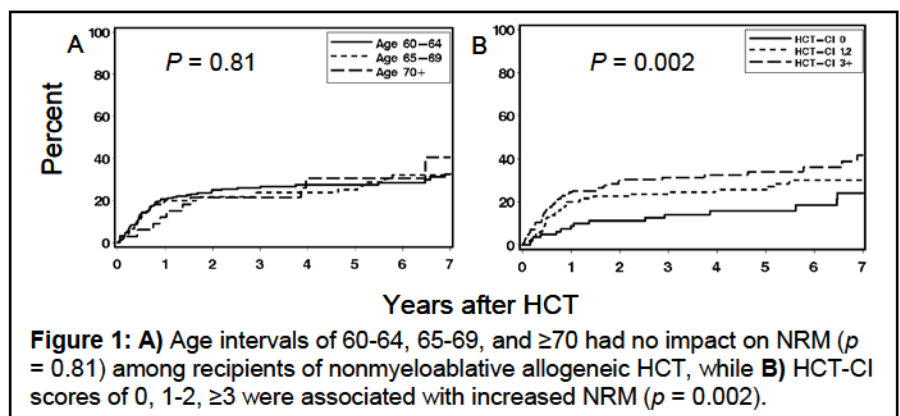 A
P = 0.81
Age 60–64
Age 65–69
Age 70+
Percent
100
80
60
40
20
0
0 1 2 3 4 5 6 7
B
P = 0.002
HCT–CI 0
HCT–CI 1,2
HCT–CI 3+
100
80
60
40
20
0
0 1 2 3 4 5 6 7
Years after HCT
Figure 1: A) Age intervals of 60-64, 65-69, and ≥70 had no impact on NRM (p
= 0.81) among recipients of nonmyeloablative allogeneic HCT, while B) HCT-CI
scores of 0, 1-2, ≥3 were associated with increased NRM (p = 0.002).